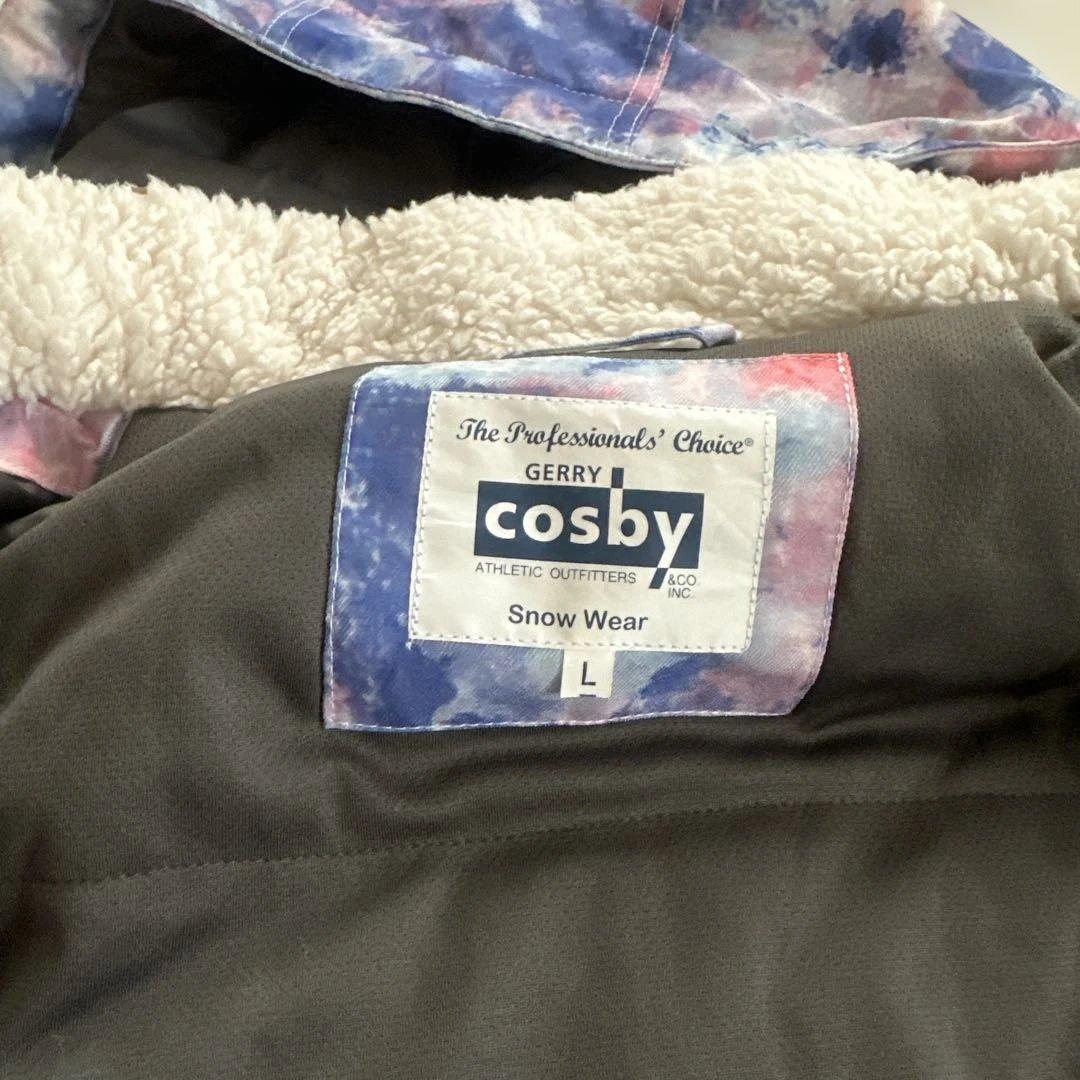 The Professionals' Choice®
GERRY
cosby
ATHLETIC OUTFITTERS &CO
INC
Snow Wear
L